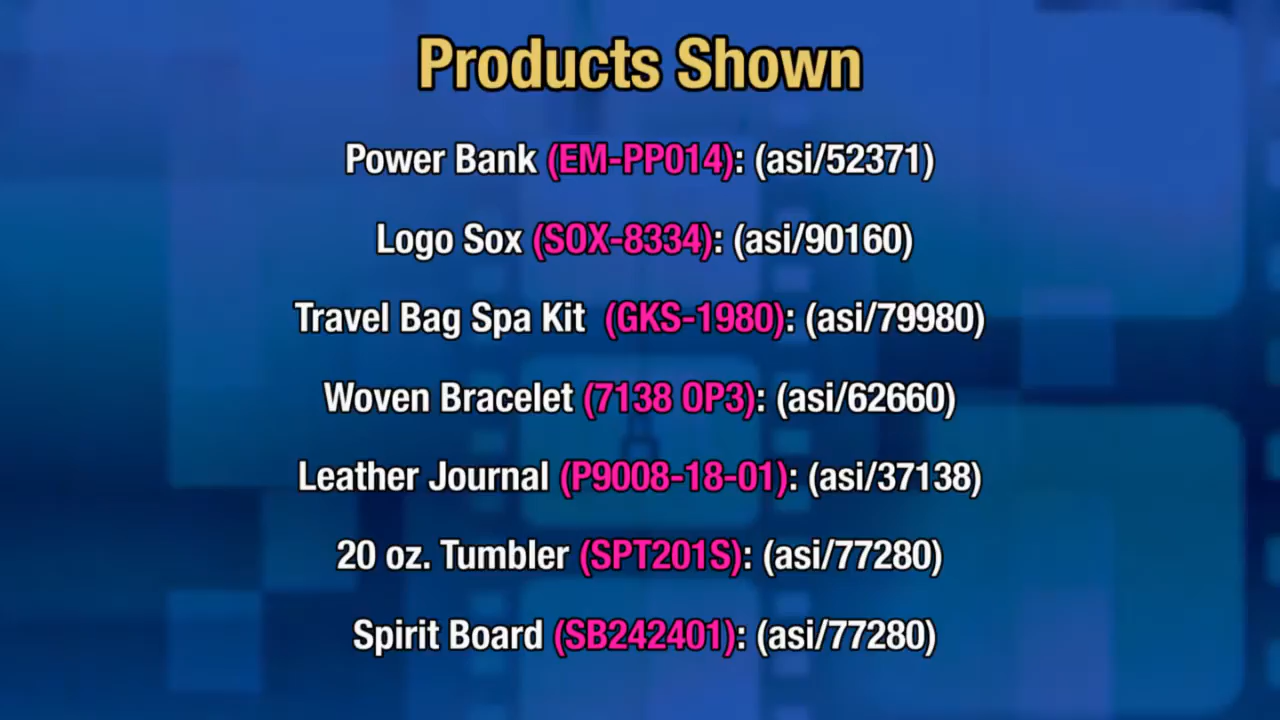 Products Shown
Power Bank (EM-PP014): (asi/52371)
Logo Sox (SOX-8334): (asi/90160)
Travel Bag Spa Kit (GKS-1980): (asi/79980)
Woven Bracelet (7138 OP3): (asi/62660)
Leather Journal (P9008-18-01): (asi/37138)
20 oz. Tumbler (SPT201S): (asi/77280)
Spirit Board (SB242401): (asi/77280)